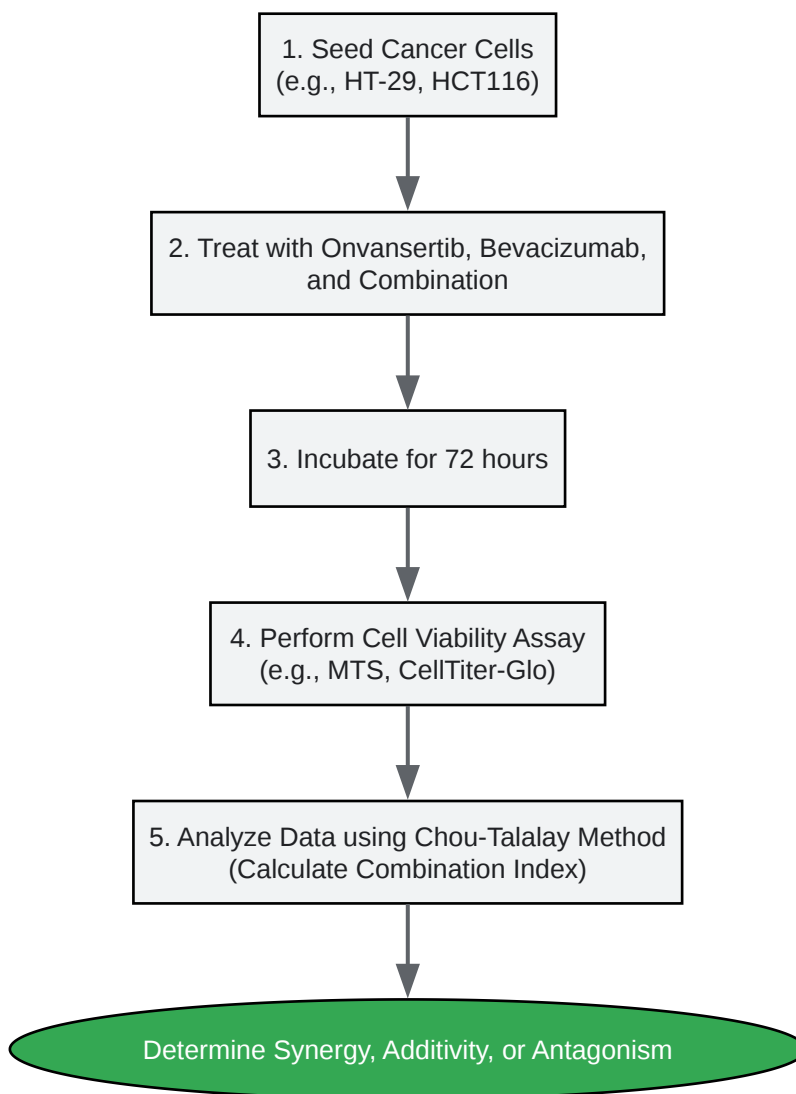 1. Seed Cancer Cells
(e.g., HT-29, HCT116)
2. Treat with Onvansertib, Bevacizumab,
and Combination
3. Incubate for 72 hours
4. Perform Cell Viability Assay
(e.g., MTS, CellTiter-Glo)
5. Analyze Data using Chou-Talalay Method
(Calculate Combination Index)
Determine Synergy, Additivity, or Antagonism